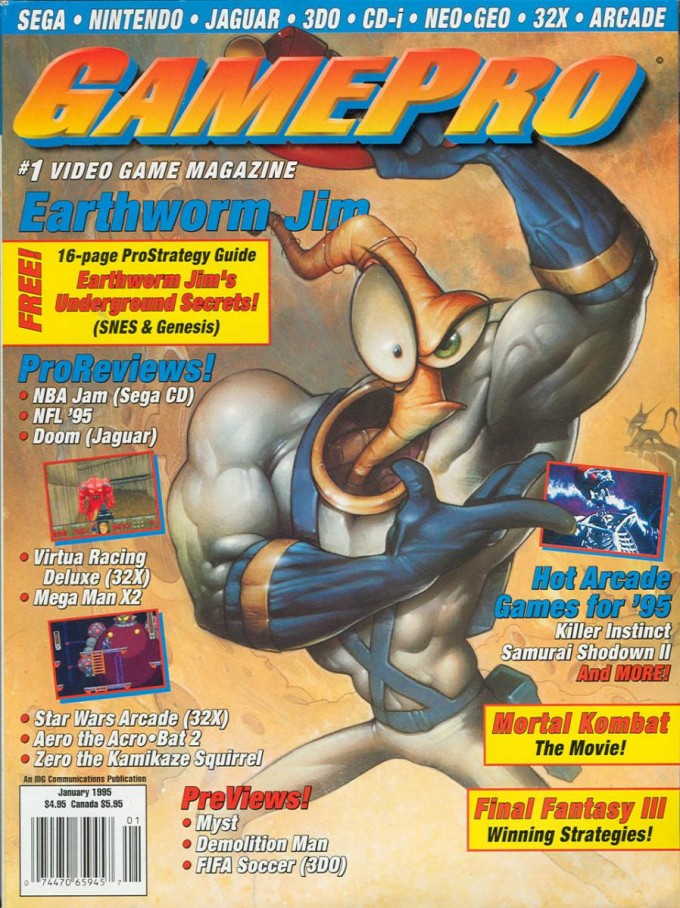 SEGA • NINTENDO • JAGUAR • 3DO • CD-i • NEO•GEO • 32X • ARCADE
GAMEPRO
©
#1 VIDEO GAME MAGAZINE
Earthworm Jim
FREE!
16-page ProStrategy Guide
Earthworm Jim's
Underground Secrets!
(SNES & Genesis)
ProReviews!
• NBA Jam (Sega CD)
• NFL '95
• Doom (Jaguar)
• Virtua Racing
Deluxe (32X)
• Mega Man X2
• Star Wars Arcade (32X)
• Aero the Acro•Bat 2
• Zero the Kamikaze Squirrel
Hot Arcade
Games for '95
Killer Instinct
Samurai Shodown II
And MORE!
Mortal Kombat
The Movie!
Final Fantasy III
Winning Strategies!
PreViews!
• Myst
• Demolition Man
• FIFA Soccer (3DO)
An IDG Communications Publication
January 1995
$4.95 Canada $5.95
01
0 74470 65945 7